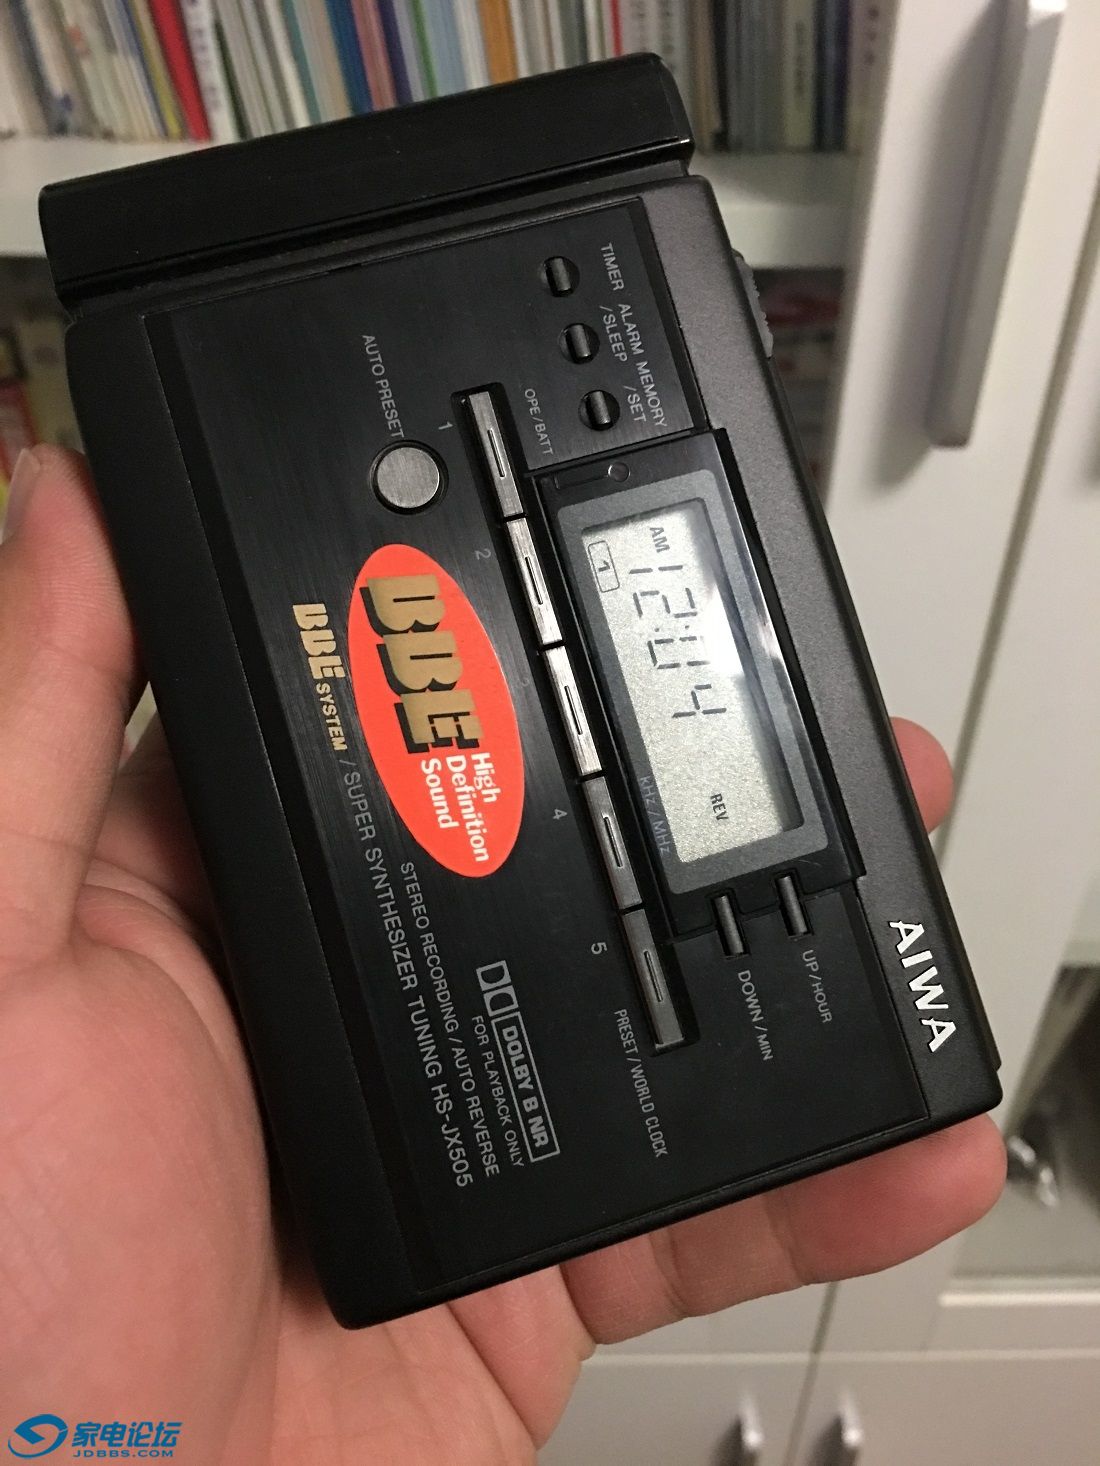 TIMER
ALARM
/SLEEP
MEMORY
/SET
OPE/BATT
AUTO PRESET
1
2
3
4
5
AM 12:04
1
REV
KHz/MHz
UP/HOUR
DOWN/MIN
PRESET/WORLD CLOCK
AIWA
BBE
High
Definition
Sound
BBE SYSTEM / SUPER SYNTHESIZER TUNING HS-JX505
STEREO RECORDING/AUTO REVERSE
DOLBY B NR
FOR PLAYBACK ONLY
家电论坛
JDBBS.COM